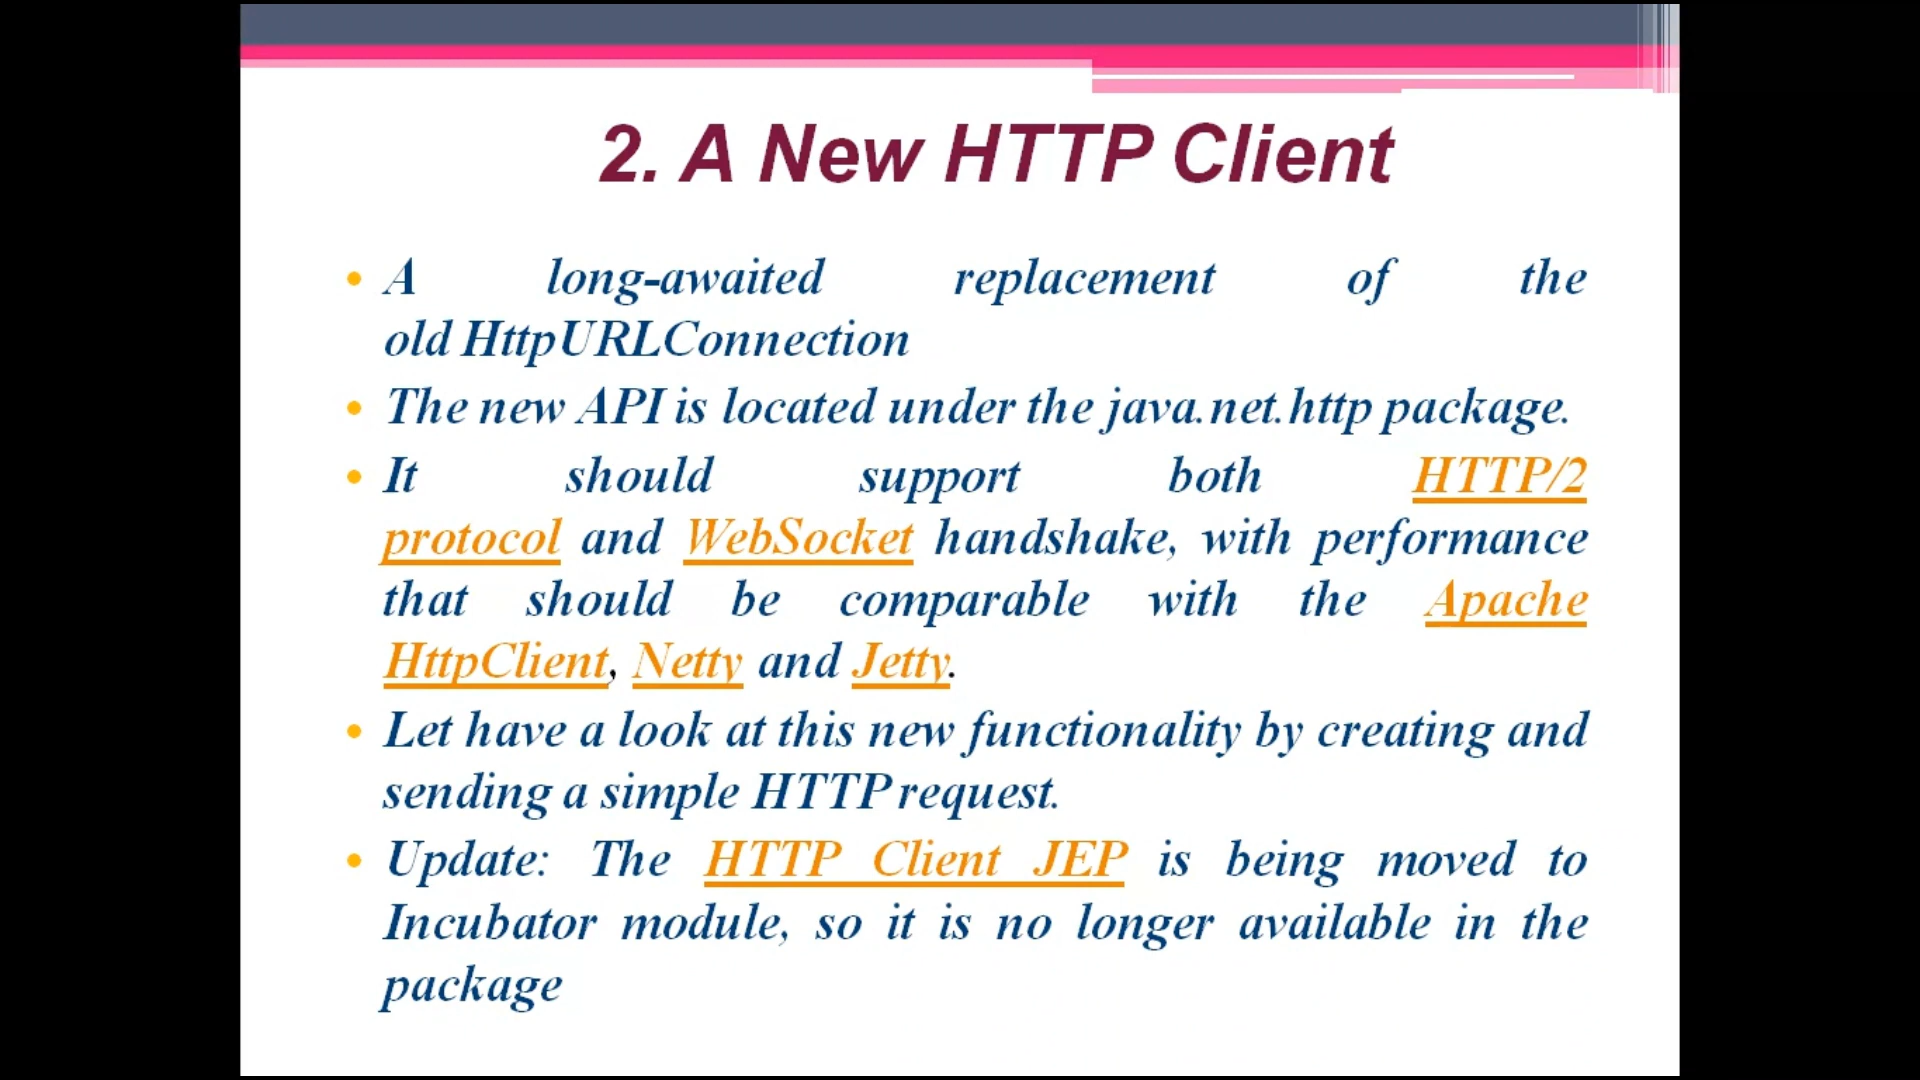 2. A New HTTP Client
• A long-awaited replacement of the
old HttpURLConnection
• The new API is located under the java.net.http package.
• It should support both HTTP/2
protocol and WebSocket handshake, with performance
that should be comparable with the Apache
HttpClient, Netty and Jetty.
• Let have a look at this new functionality by creating and
sending a simple HTTP request.
• Update: The HTTP Client JEP is being moved to
Incubator module, so it is no longer available in the
package